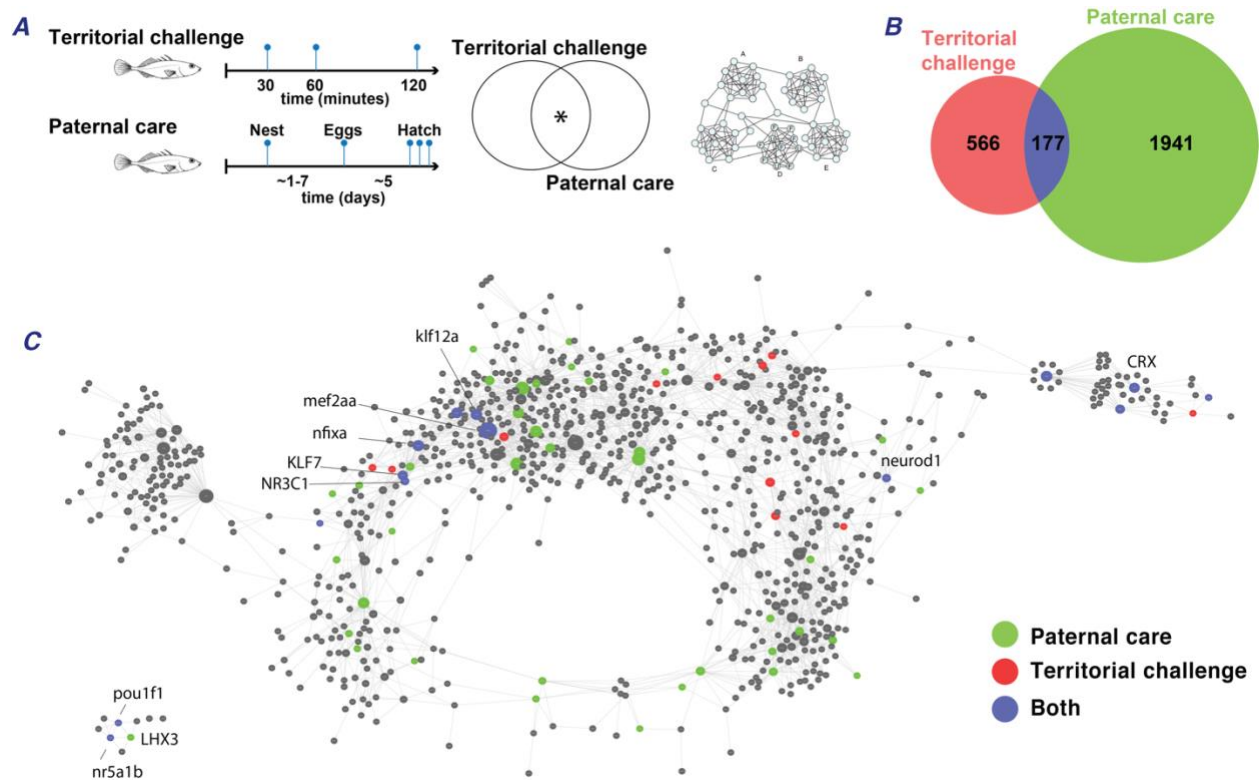 A
Territorial challenge
30 60 120
time (minutes)
Paternal care
Nest Eggs Hatch
~1-7 ~5
time (days)
Territorial challenge
*
Paternal care
A B
C D E
B
Territorial
challenge
Paternal care
566 177 1941
C
klf12a
mef2aa
nfixa
KLF7
NR3C1
CRX
neurod1
pou1f1
LHX3
nr5a1b
Paternal care
Territorial challenge
Both